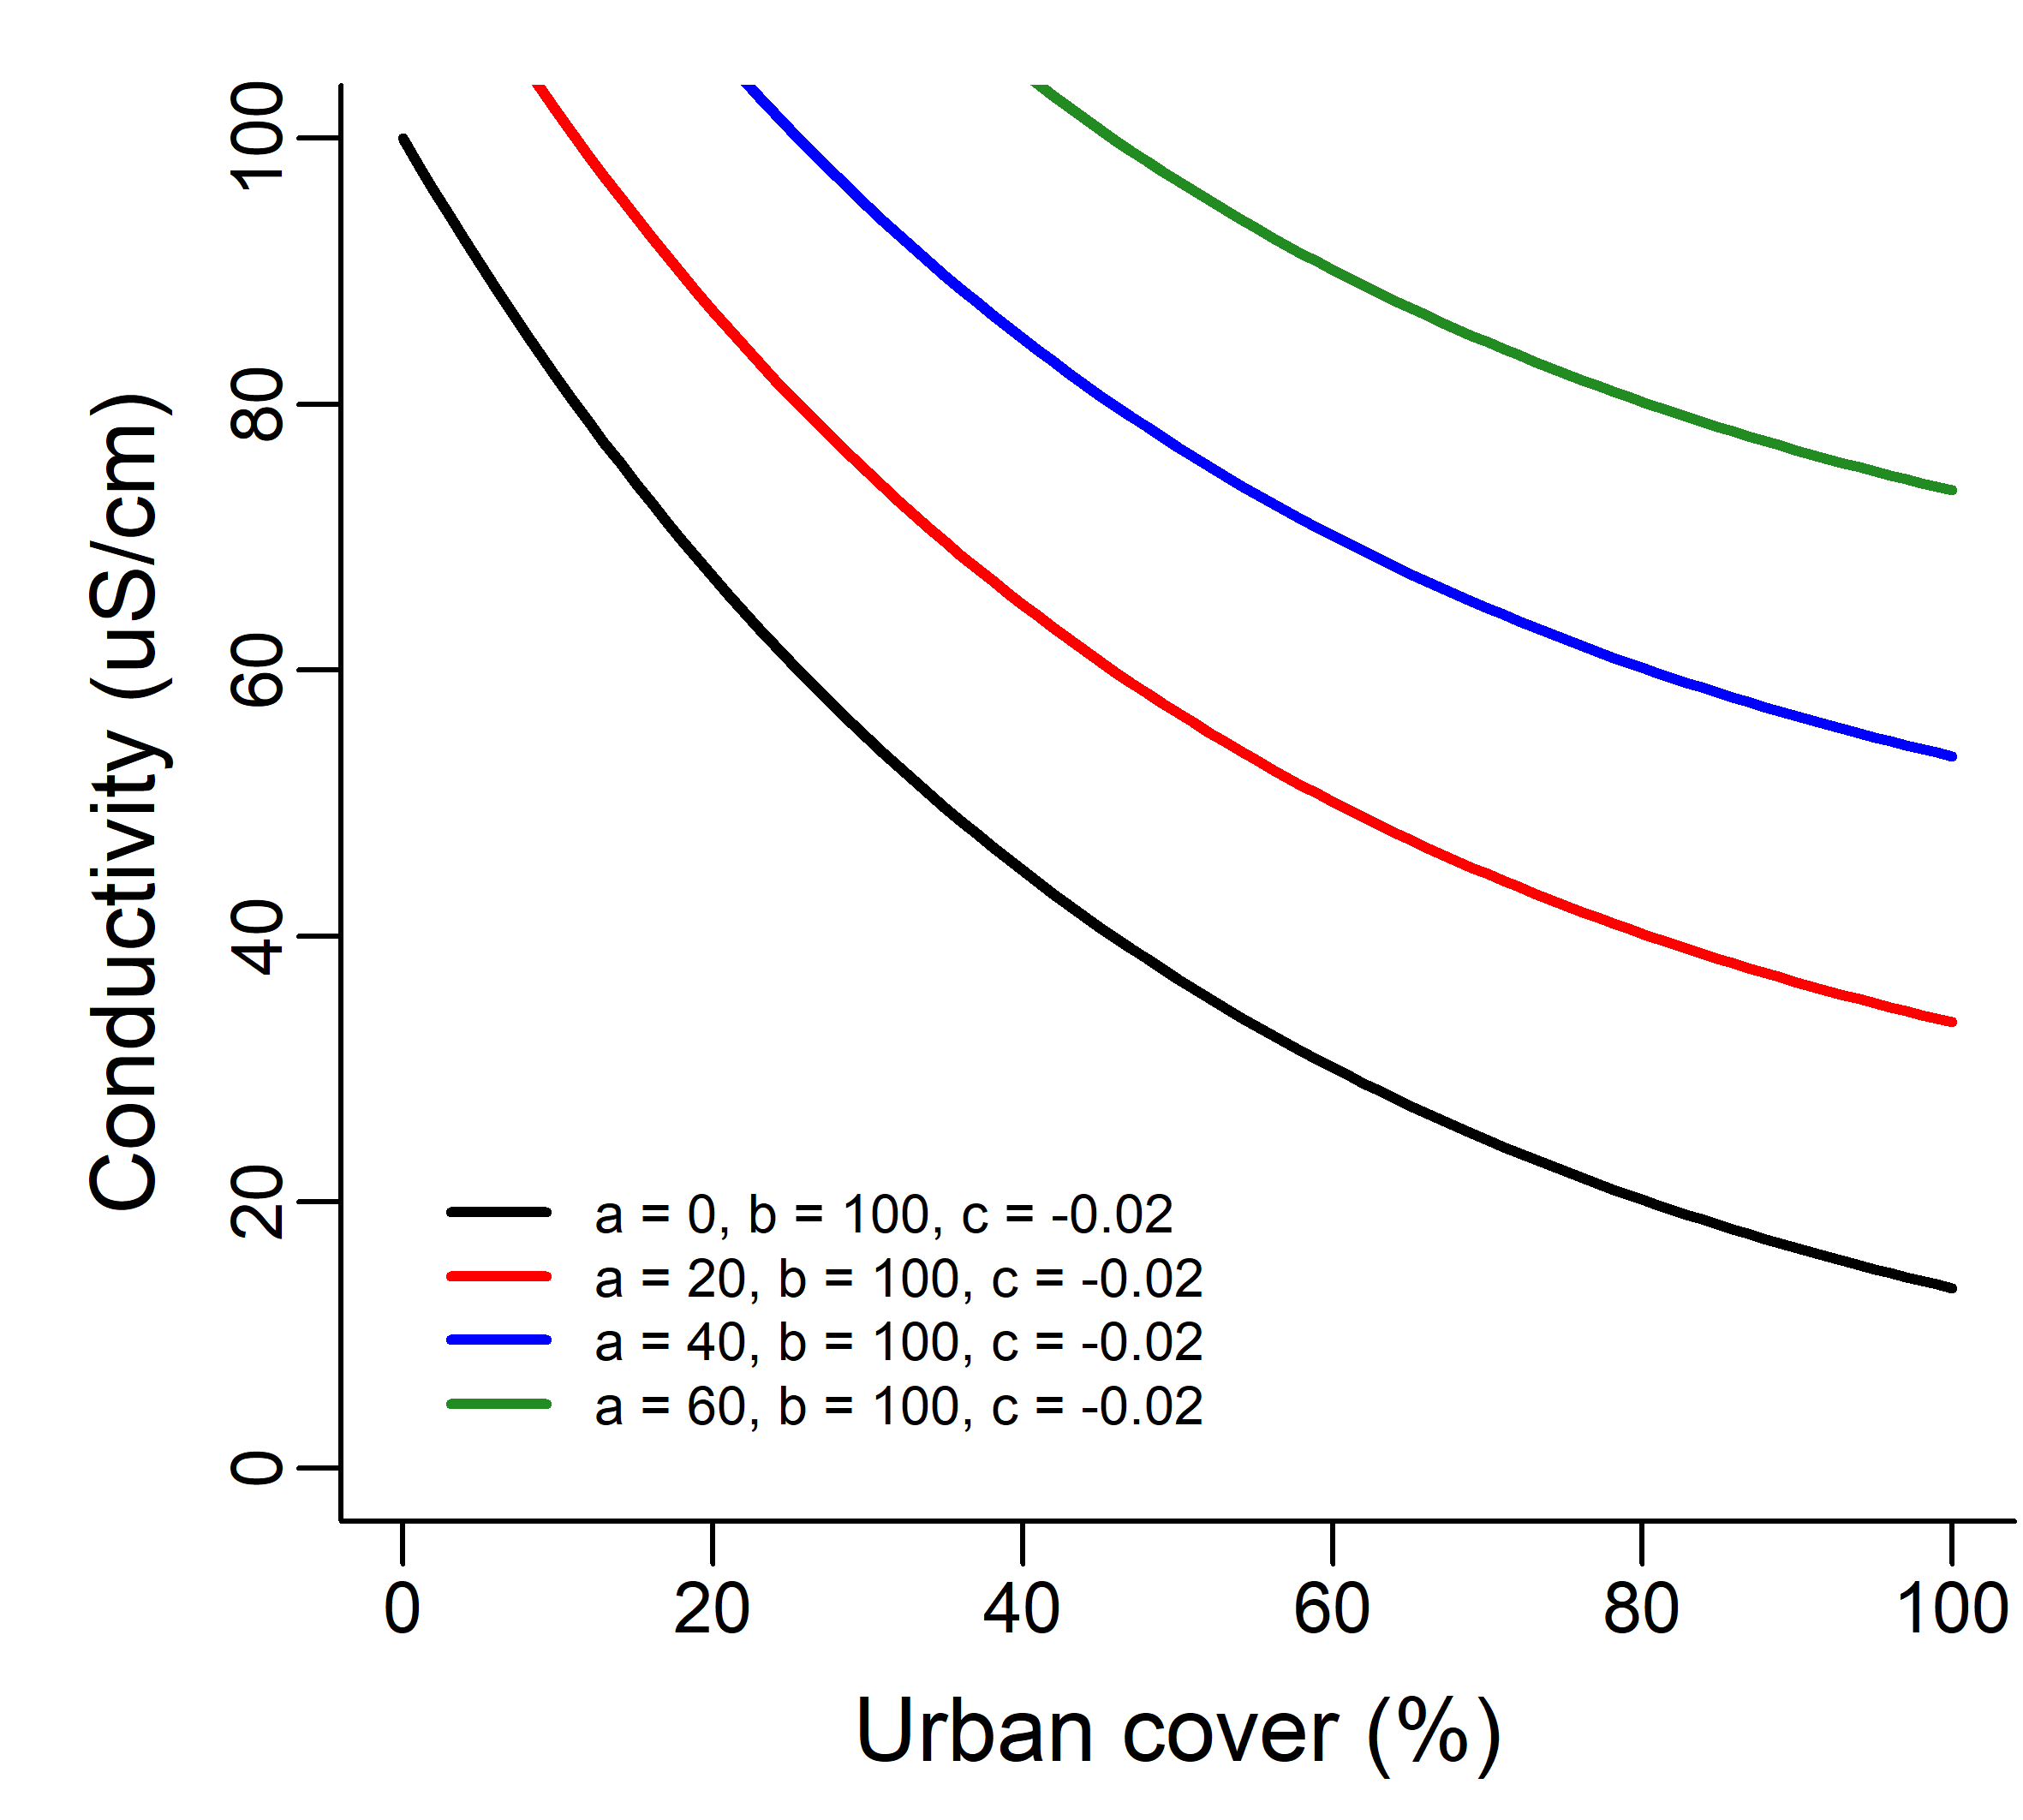 Conductivity (uS/cm)
100
80
60
40
20
0
a = 0, b = 100, c = -0.02
a = 20, b = 100, c = -0.02
a = 40, b = 100, c = -0.02
a = 60, b = 100, c = -0.02
0 20 40 60 80 100
Urban cover (%)